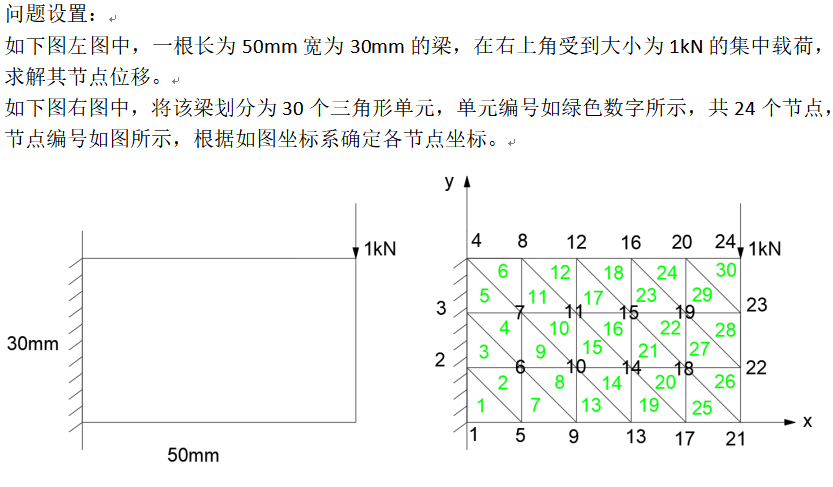 问题设置：
如下图左图中，一根长为 50mm 宽为 30mm 的梁，在右上角受到大小为 1kN 的集中载荷，
求解其节点位移。
如下图右图中，将该梁划分为 30 个三角形单元，单元编号如绿色数字所示，共 24 个节点，
节点编号如图所示，根据如图坐标系确定各节点坐标。
1kN
30mm
50mm
y
4 8 12 16 20 24 1kN
6 12 18 24 30
5 11 17 23 29
3 7 11 15 19 23
4 10 16 22 28
3 9 15 21 27
2 6 10 14 18 22
2 8 14 20 26
1 7 13 19 25
x
1 5 9 13 17 21